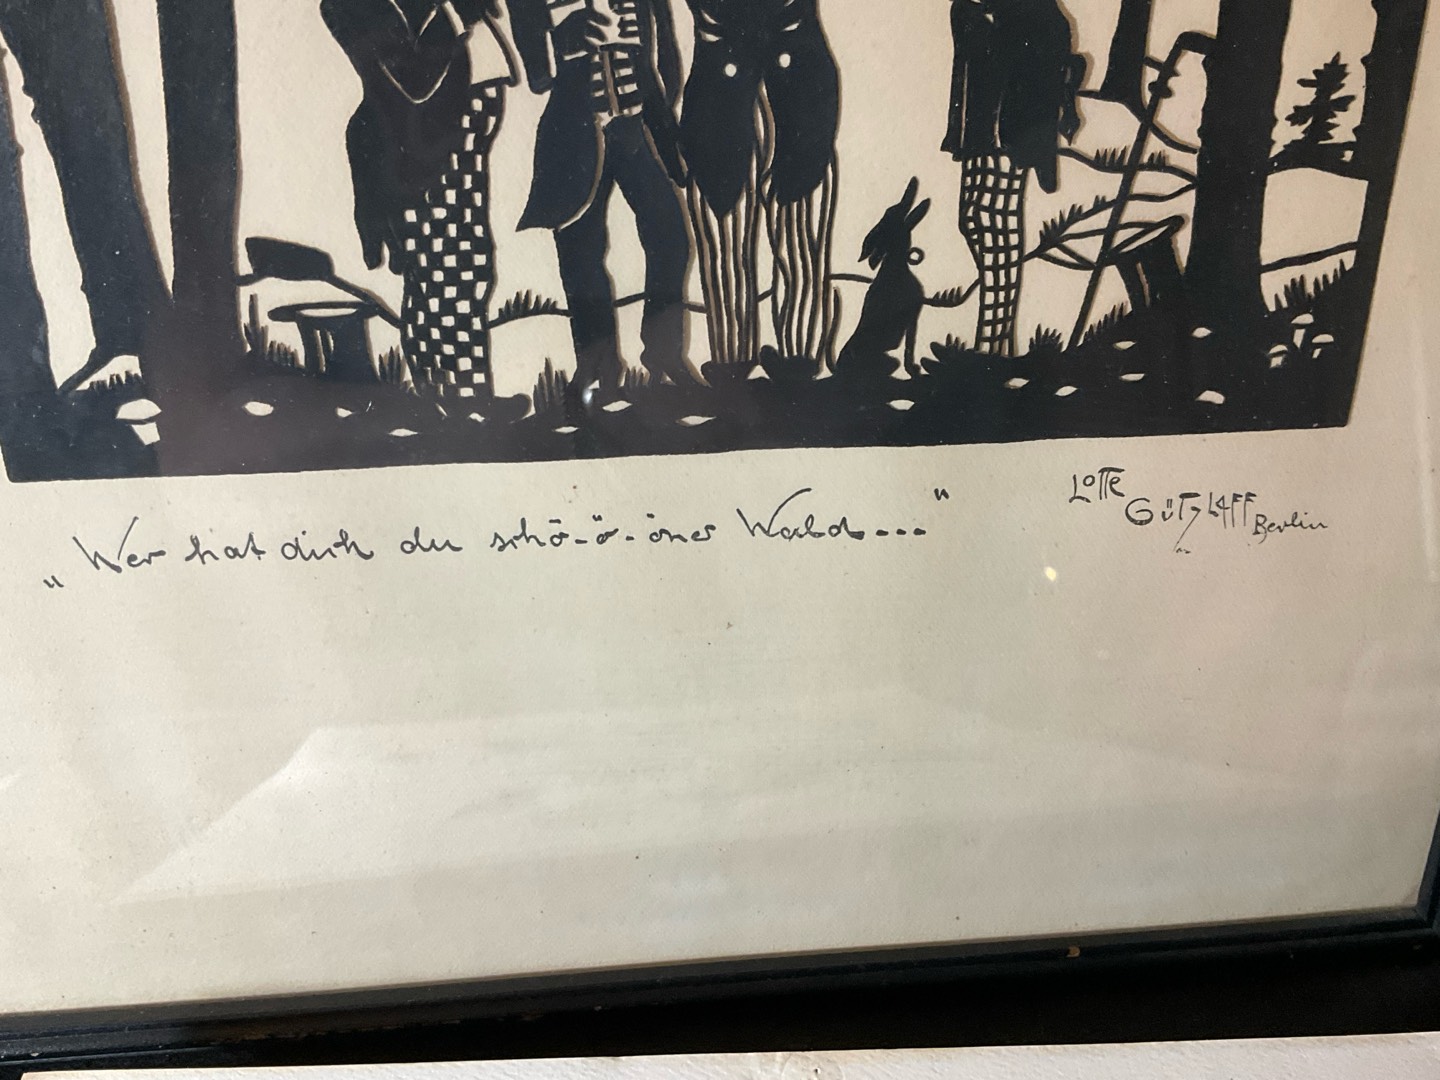 „Wer hat dich du schö-ö-öner Wald..."
LOTTE
GÜTZLAFF Berlin